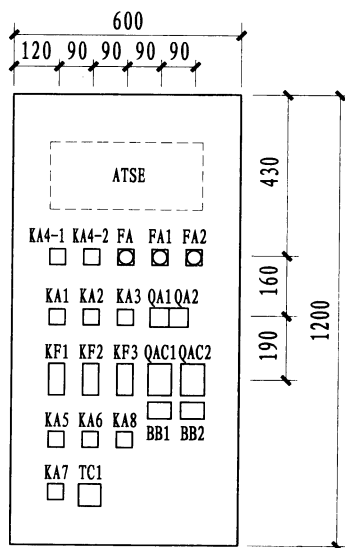 600
120 90 90 90 90
430
ATSE
KA4-1 KA4-2 FA FA1 FA2
160
KA1 KA2 KA3 QA1 QA2
1200
190
KF1 KF2 KF3 QAC1 QAC2
KA5 KA6 KA8 BB1 BB2
KA7 TC1